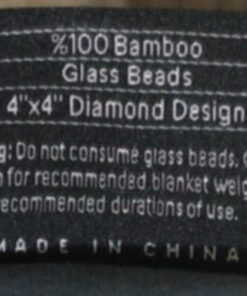 %100 Bamboo
Glass Beads
4"x4" Diamond Design
g: Do not consume glass beads.
for recommended blanket
ecommended durations of use.
MADE IN CHINA